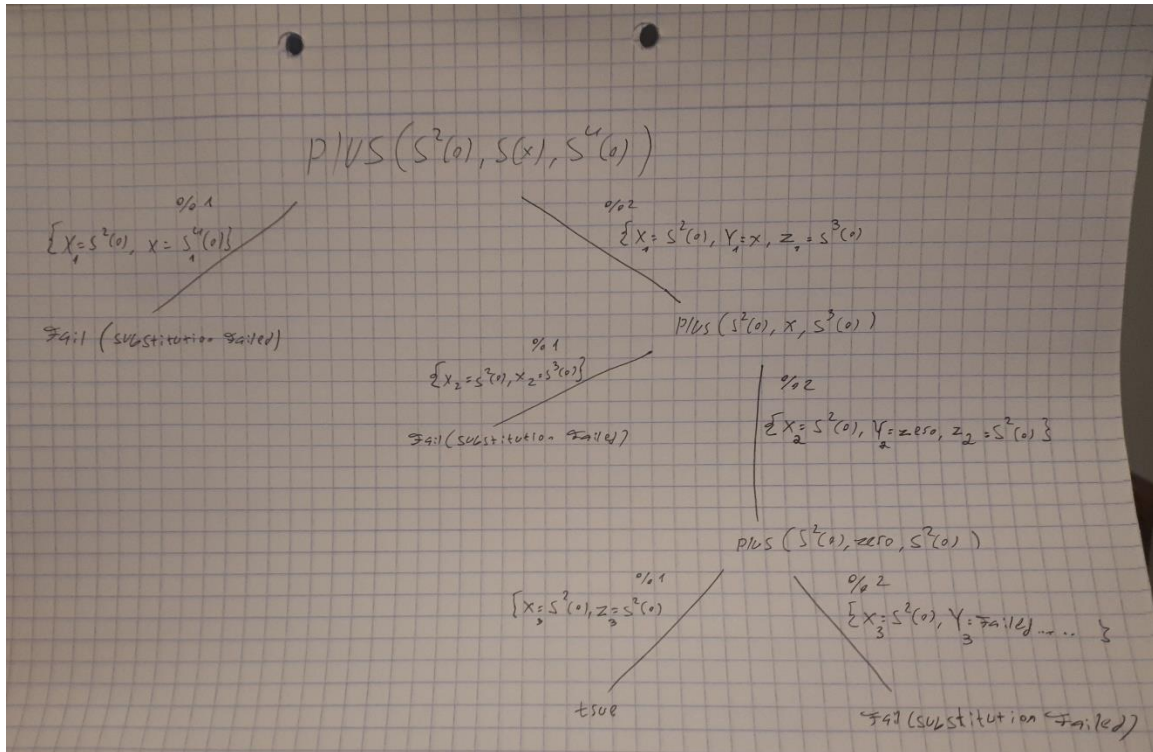 plus(s²(0), s(x), s⁴(0))
%1
{X₁=s²(0), X₁=s⁴(0)}
Fail (substitution Failed)
%2
{X₁=s²(0), Y₁=x, Z₁=s³(0)
plus(s²(0), x, s³(0))
%1
{X₂=s²(0), X₂=s³(0)}
Fail(substitution Failed)
%2
{X₂=s²(0), Y₂=zero, Z₂=s²(0)}
plus(s²(0), zero, s²(0))
%1
{X₃=s²(0), Z₃=s²(0)
true
%2
{X₃=s²(0), Y₃=Failed..... }
Fail(substitution Failed)